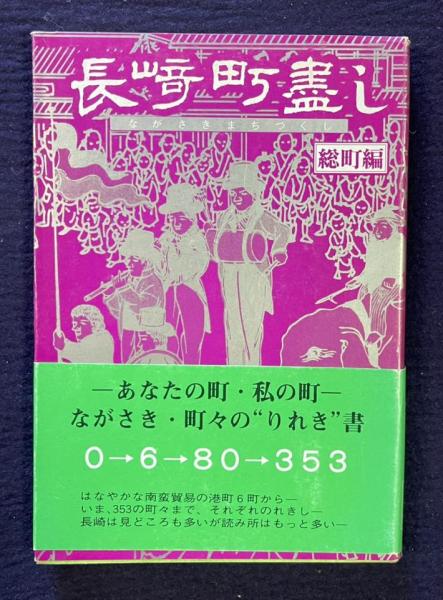 長崎町盡し
ながさきまちづくし
総町編
―あなたの町・私の町―
ながさき・町々の“りれき”書
0→6→80→353
はなやかな南蛮貿易の港町6町から―
いま、353の町々まで、それぞれのれきし―
長崎は見どころも多いが読み所はもっと多い―